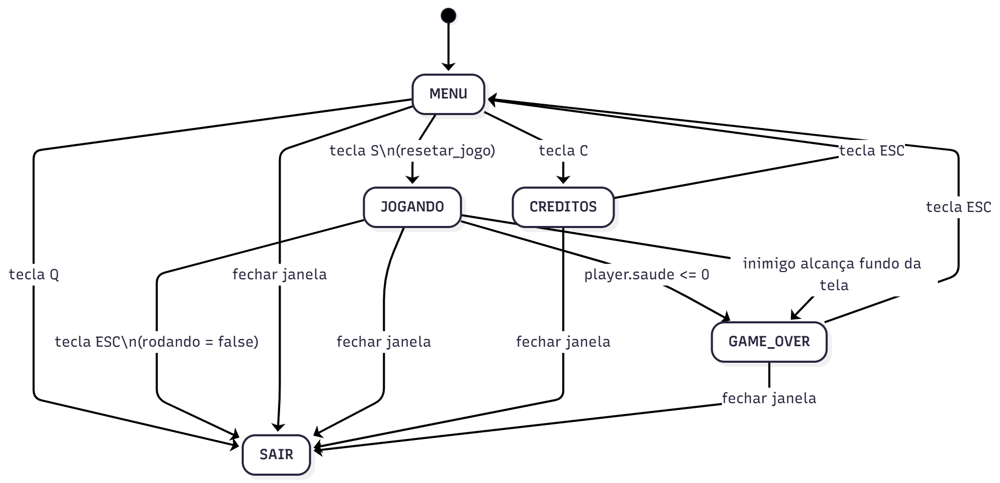 MENU
tecla S\n(resetar_jogo)
tecla C
tecla ESC
JOGANDO
CREDITOS
tecla ESC
tecla Q
fechar janela
player.saude <= 0
inimigo alcança fundo da
tela
tecla ESC\n(rodando = false)
fechar janela
fechar janela
GAME_OVER
fechar janela
SAIR